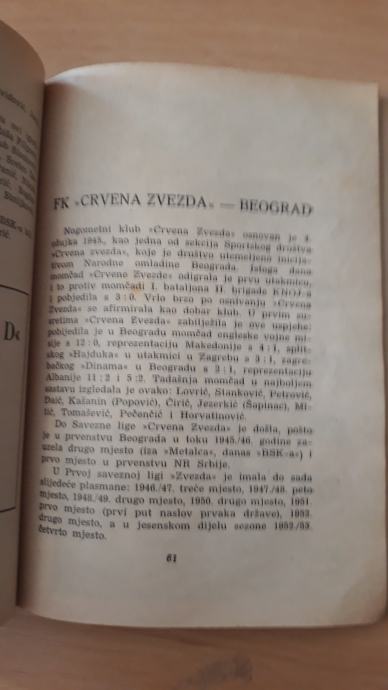 FK »CRVENA ZVEZDA« — BEOGRAD
Nogometni klub »Crvena Zvezda« osnovan je 4.
ožujka 1945., kao jedna od sekcija Sportskog društva
»Crvena zvezda«, koje je društvo utemeljeno inicija-
tivom Narodne omladine Beograda. Istoga dana
momčad »Crvene Zvezde« odigrala je prvu utakmicu,
i to protiv momčadi I. bataljona II. brigade
i pobijedila s 3:0. Vrlo brzo po osnivanju »Crvena
Zvezda« se afirmirala kao dobar klub. U prvim su-
sretima »Crvena Zvezda« zabilježila je ove uspjehe:
pobijedila je u Beogradu momčad engleske vojne mi-
sije s 12:0, reprezentaciju Makedonije s 4:1, split-
skog »Hajduka« u utakmici u Zagrebu s 3:1, zagre-
bačkog »Dinama« u Beogradu s 3:1, reprezentaciju
Albanije 11:2 i 5:2. Tadašnja momčad u najboljem
sastavu izgledala je ovako: Lovrić, Stanković, Petrović,
Dajić, Kašanin (Popović), Ćirić, Jezerkić (Šapinac), Mi-
lić, Tomašević, Pečenčić i Horvatinović.
Do Savezne lige »Crvena Zvezda« je došla, pošto
je u prvenstvu Beograda u toku 1945/46. godine za-
uzela drugo mjesto (iza »Metalca«, danas »BSK-a«) i
prvo mjesto u prvenstvu NR Srbije.
U Prvoj saveznoj ligi »Zvezda« je imala do sada
slijedeće plasmane: 1946./47. treće mjesto, 1947./48. peto
mjesto, 1948./49. drugo mjesto, 1950. drugo mjesto, 1951.
prvo mjesto (prvi put naslov prvaka države), 1952.
drugo mjesto, a u jesenskom dijelu sezone 1952./53.
četvrto mjesto.
61